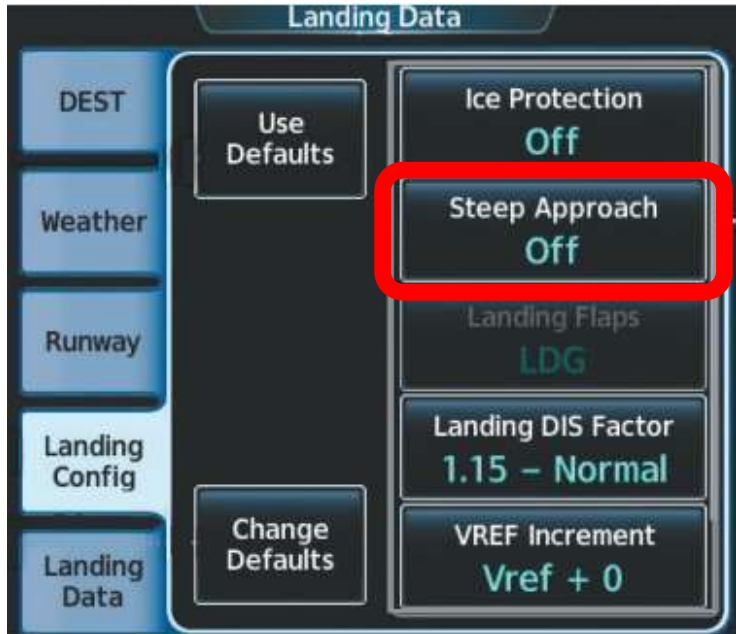 Landing Data
DEST
Weather
Runway
Landing
Config
Landing
Data
Use
Defaults
Change
Defaults
Ice Protection
Off
Steep Approach
Off
Landing Flaps
LDG
Landing DIS Factor
1.15 – Normal
VREF Increment
Vref + 0